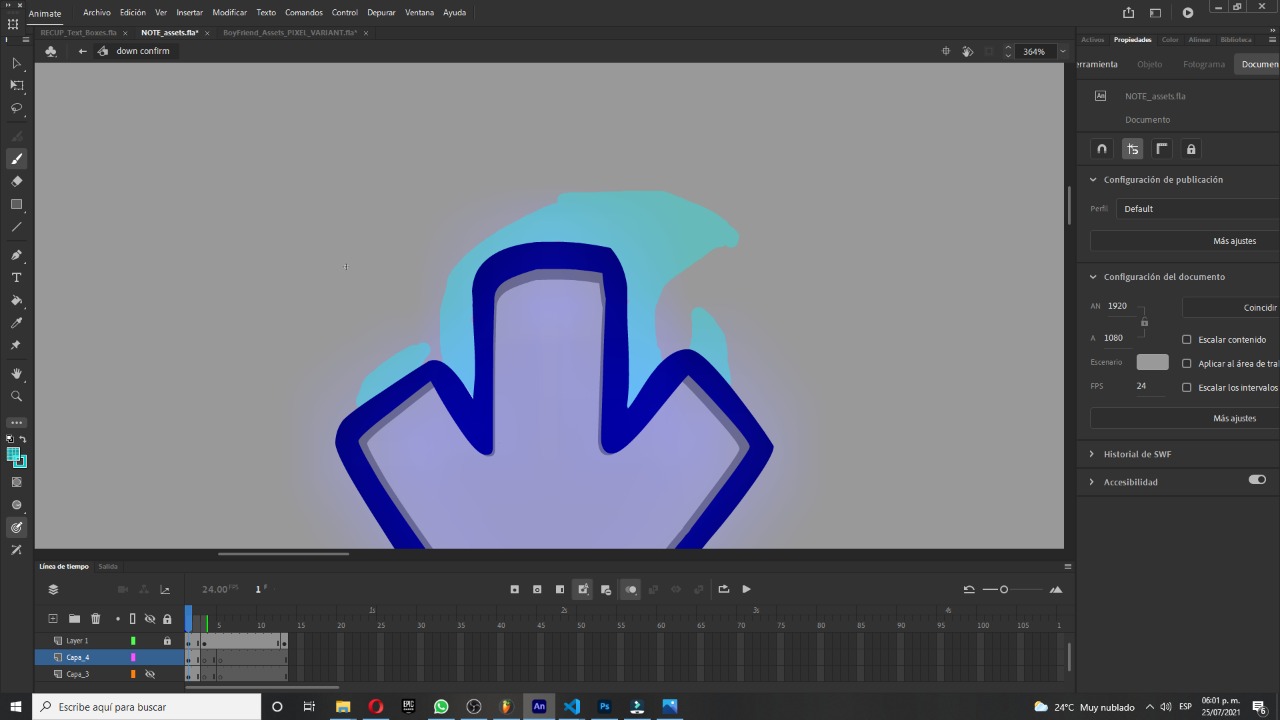 Animate
Archivo Edición Ver Insertar Modificar Texto Comandos Control Depurar Ventana Ayuda
RECUP_Text_Boxes.fla × NOTE_assets.fla* × BoyFriend_Assets_PIXEL_VARIANT.fla* ×
Activos Propiedades Color Alinear Biblioteca
down confirm
364%
rramienta Objeto Fotograma Documen
An NOTE_assets.fla
Documento
Configuración de publicación
Perfil Default
Más ajustes
Configuración del documento
AN 1920 Coincidir
A 1080 Escalar contenido
Escenario Aplicar al área de tra
FPS 24 Escalar los intervalos
Más ajustes
Historial de SWF
Accesibilidad
Línea de tiempo Salida
24.00 FPS 1 F
1s 2s 3s 4s
5 10 15 20 25 30 35 40 45 50 55 60 65 70 75 80 85 90 95 100 105 1
Layer 1
Capa_4
Capa_3
Escribe aquí para buscar
EPIC GAMES
An
Ps
24°C Muy nublado
ESP
06:01 p. m.
25/07/2021
6